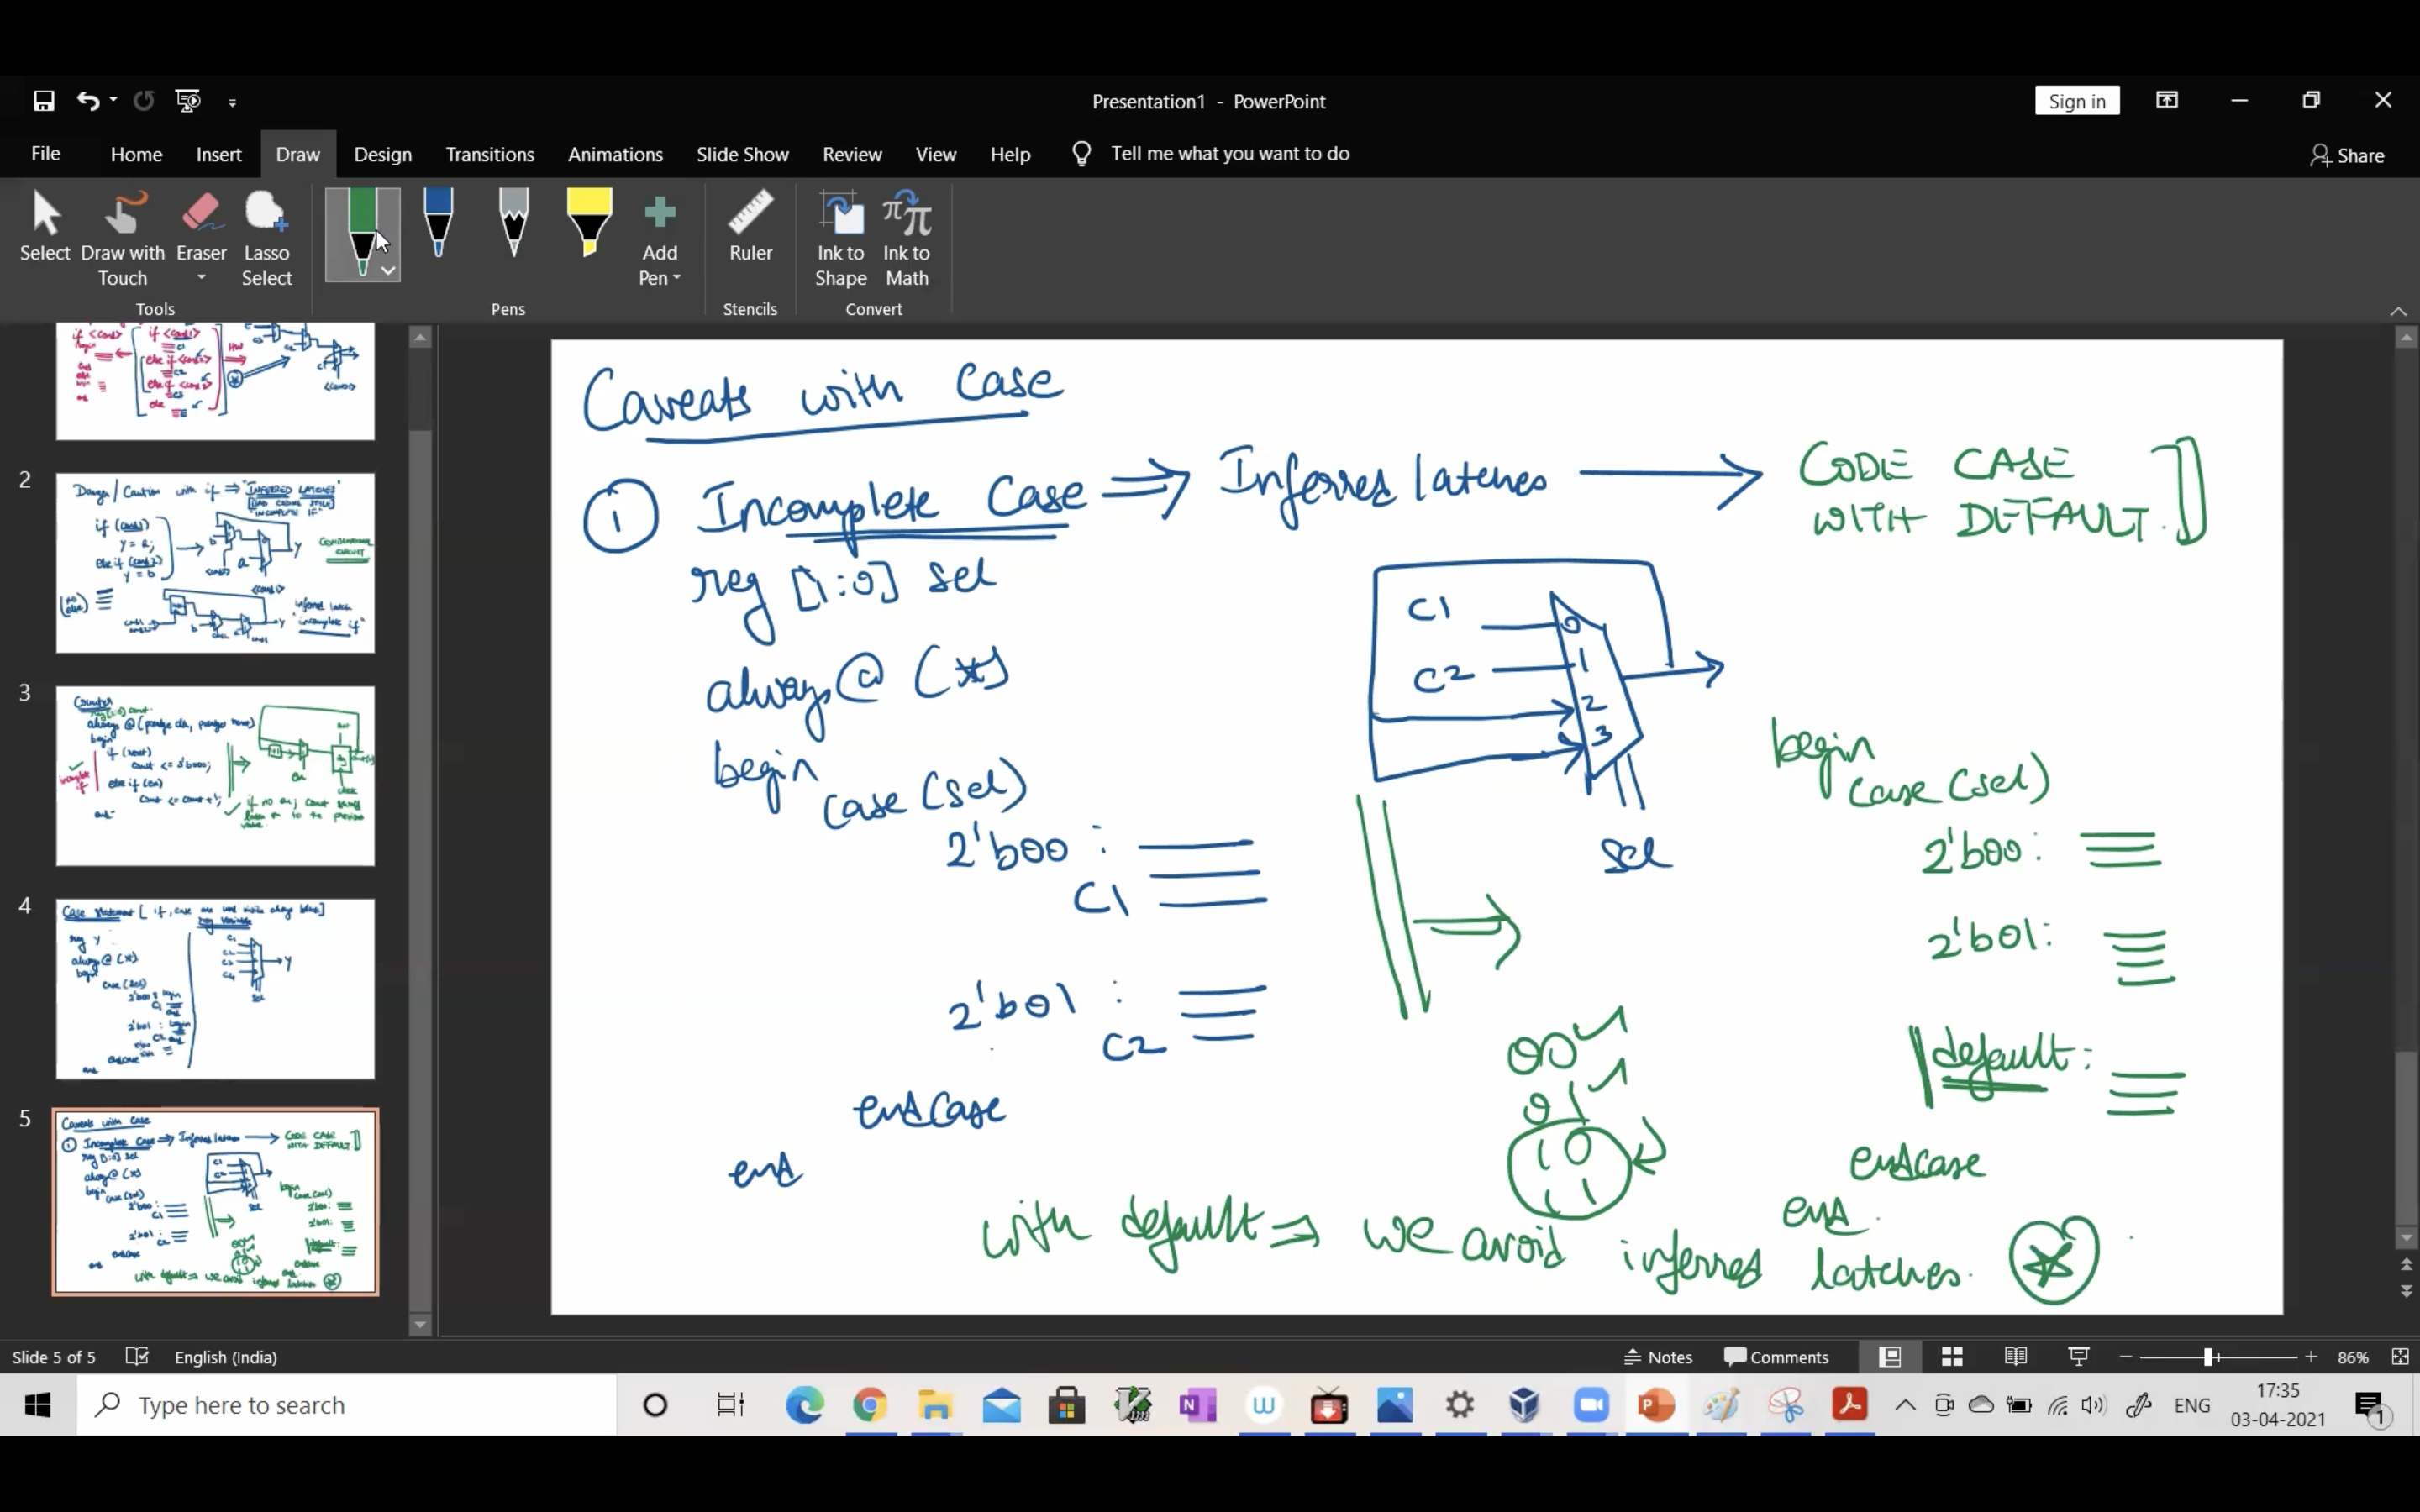 Presentation1 - PowerPoint
Sign in
File Home Insert Draw Design Transitions Animations Slide Show Review View Help Tell me what you want to do
Share
Select
Draw with Touch
Eraser
Lasso Select
Add Pen
Ruler
Ink to Shape
Ink to Math
Tools
Pens
Stencils
Convert
2
3
4
5
Caveats with Case
1 Incomplete Case ⇒ Inferred latches → CODE CASE WITH DEFAULT.
reg [1:0] sel
always @ (*)
begin
case (sel)
2'b00 :
C1
2'b01 :
C2
endcase
end
C1
C2
0
1
2
3
sel
begin
case (sel)
2'b00:
2'b01:
default:
endcase
end.
00
01
10
11
with default ⇒ we avoid inferred latches.
Slide 5 of 5
English (India)
Notes
Comments
86%
Type here to search
ENG
17:35
03-04-2021
1